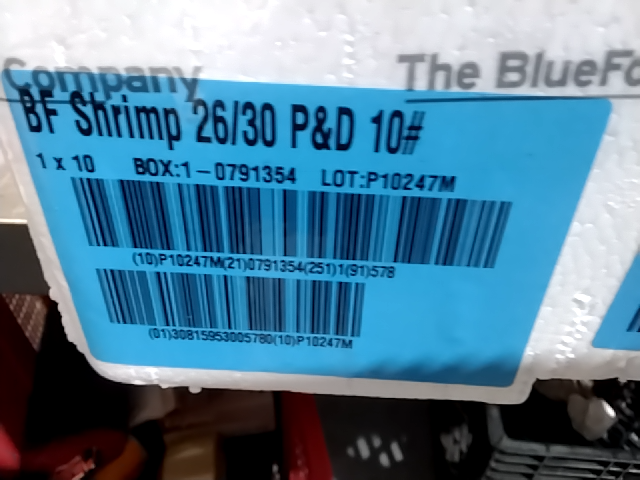 Company The BlueFo
BF Shrimp 26/30 P&D 10#
1 x 10 BOX:1-0791354 LOT:P10247M
(10)P10247M(21)0791354(251)1(91)578
(01)30815953005780(10)P10247M